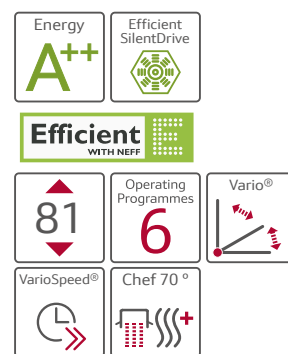 Energy
A++
Efficient
SilentDrive
Efficient E
WITH NEFF
81
Operating
Programmes
6
Vario®
VarioSpeed®
Chef 70 °